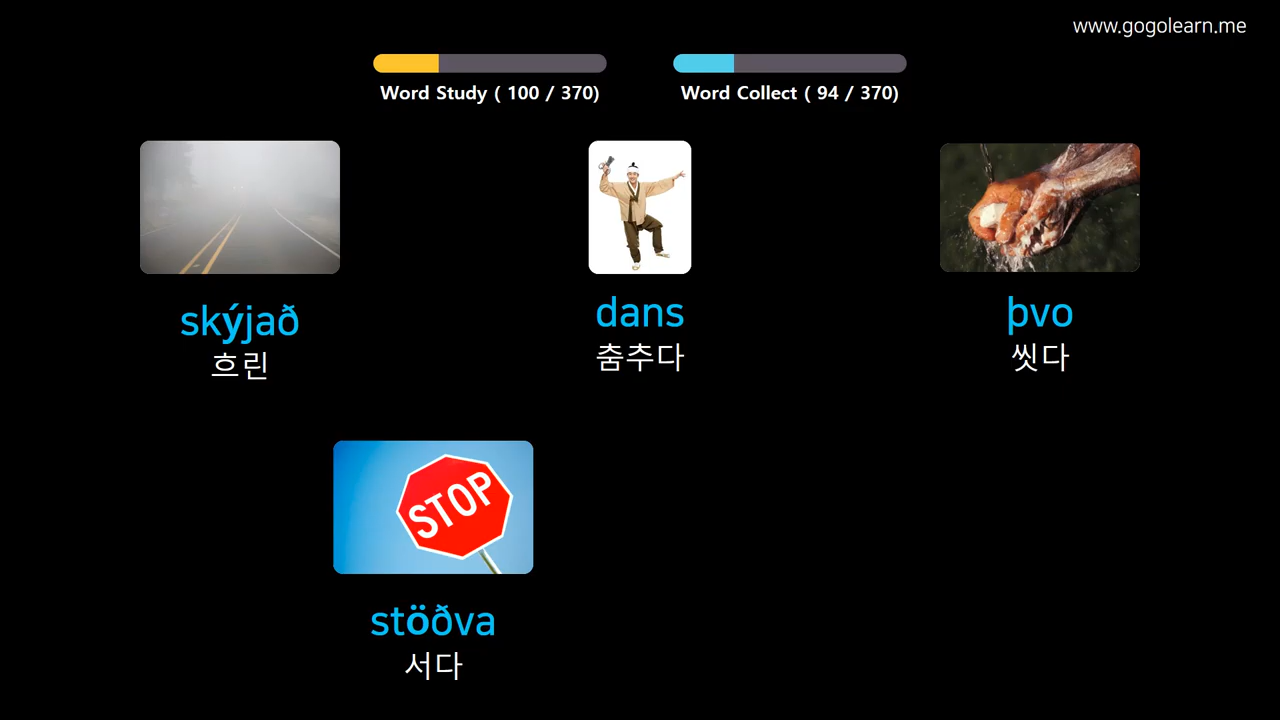 www.gogolearn.me
Word Study ( 100 / 370)
Word Collect ( 94 / 370)
skýjað
흐린
dans
춤추다
þvo
씻다
STOP
stöðva
서다